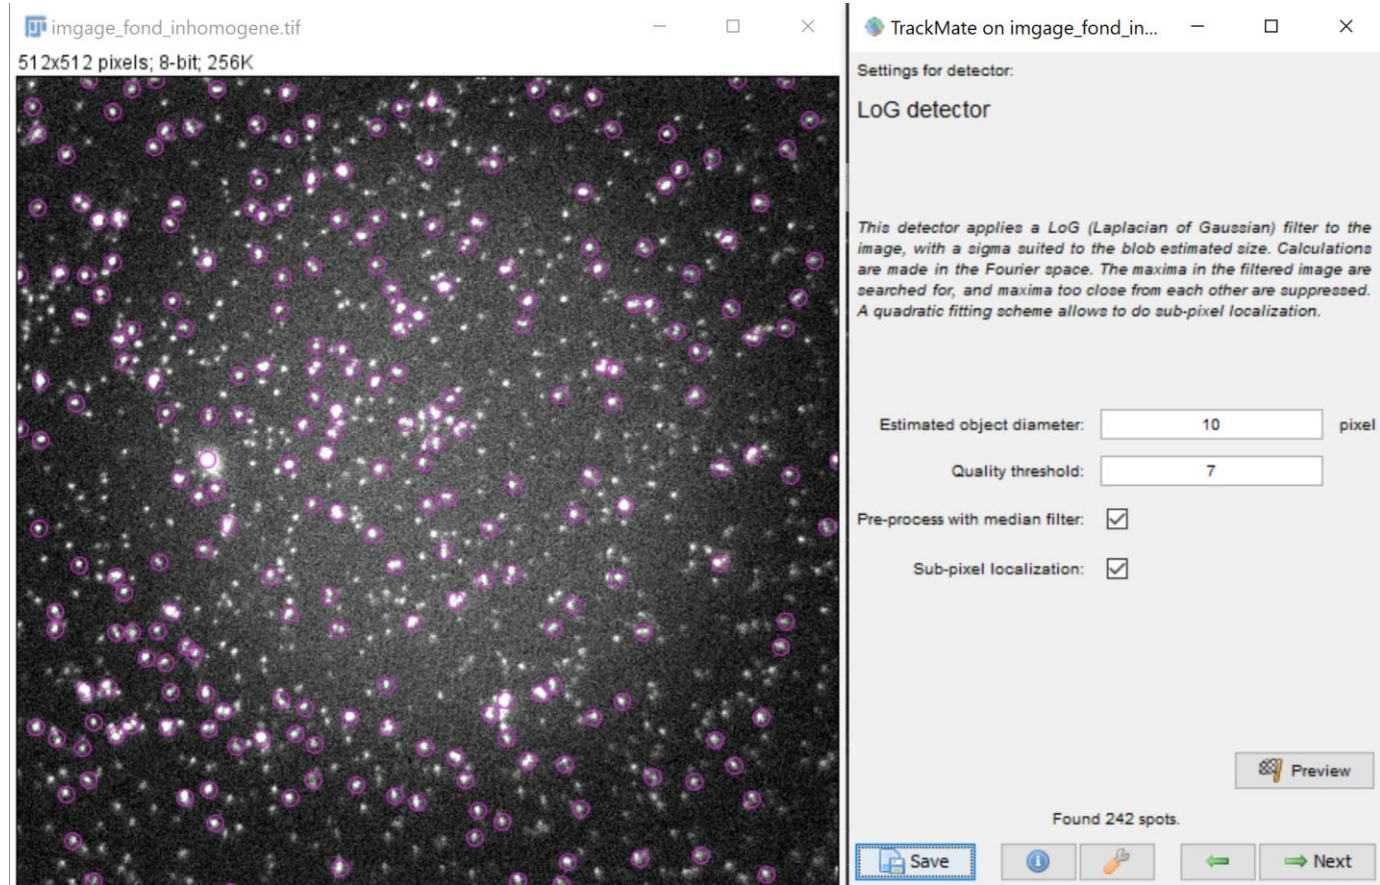 imgage_fond_inhomogene.tif
512x512 pixels; 8-bit; 256K
TrackMate on imgage_fond_in...
Settings for detector:
LoG detector
This detector applies a LoG (Laplacian of Gaussian) filter to the
image, with a sigma suited to the blob estimated size. Calculations
are made in the Fourier space. The maxima in the filtered image are
searched for, and maxima too close from each other are suppressed.
A quadratic fitting scheme allows to do sub-pixel localization.
Estimated object diameter: 10 pixel
Quality threshold: 7
Pre-process with median filter:
Sub-pixel localization:
Preview
Found 242 spots.
Save
Next